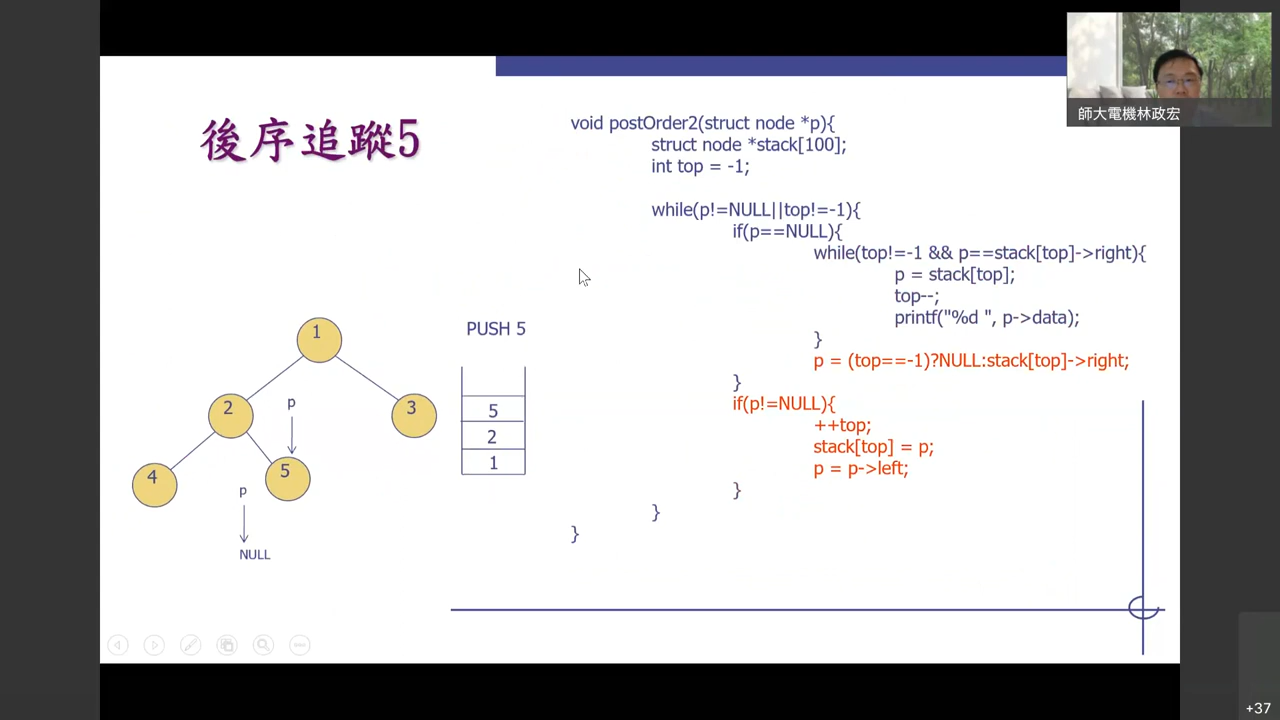 師大電機林政宏
後序追蹤5
void postOrder2(struct node *p){
struct node *stack[100];
int top = -1;
while(p!=NULL||top!=-1){
if(p==NULL){
while(top!=-1 && p==stack[top]->right){
p = stack[top];
top--;
printf("%d ", p->data);
}
p = (top==-1)?NULL:stack[top]->right;
}
if(p!=NULL){
++top;
stack[top] = p;
p = p->left;
}
}
}
PUSH 5
1
2
p
3
4
5
p
NULL
5
2
1
+37